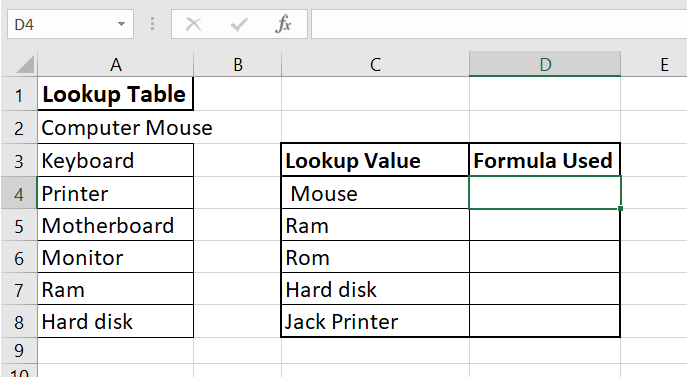 D4 fx
A B C D E
1 Lookup Table
2 Computer Mouse
3 Keyboard Lookup Value Formula Used
4 Printer Mouse
5 Motherboard Ram
6 Monitor Rom
7 Ram Hard disk
8 Hard disk Jack Printer
9
10